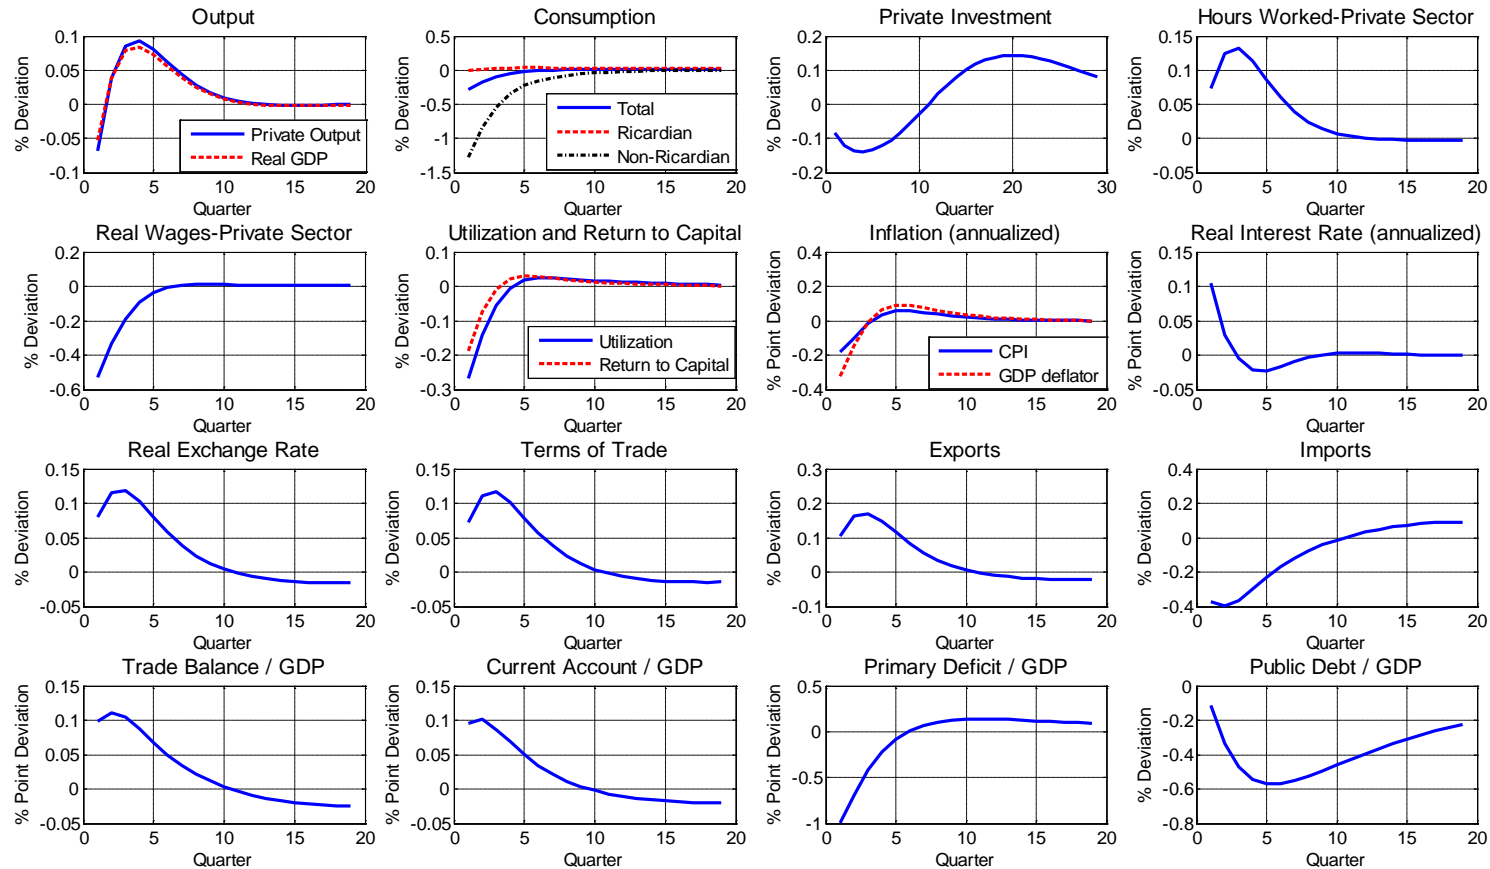 Output
% Deviation
0.1
0.05
0
-0.05
-0.1
Private Output
Real GDP
0 5 10 15 20
Quarter
Consumption
% Deviation
0.5
0
-0.5
-1
-1.5
Total
Ricardian
Non-Ricardian
0 5 10 15 20
Quarter
Private Investment
% Deviation
0.2
0.1
0
-0.1
-0.2
0 10 20 30
Quarter
Hours Worked-Private Sector
% Deviation
0.15
0.1
0.05
0
-0.05
0 5 10 15 20
Quarter
Real Wages-Private Sector
% Deviation
0.2
0
-0.2
-0.4
-0.6
0 5 10 15 20
Quarter
Utilization and Return to Capital
% Deviation
0.1
0
-0.1
-0.2
-0.3
Utilization
Return to Capital
0 5 10 15 20
Quarter
Inflation (annualized)
% Point Deviation
0.4
0.2
0
-0.2
-0.4
CPI
GDP deflator
0 5 10 15 20
Quarter
Real Interest Rate (annualized)
% Point Deviation
0.15
0.1
0.05
0
-0.05
0 5 10 15 20
Quarter
Real Exchange Rate
% Deviation
0.15
0.1
0.05
0
-0.05
0 5 10 15 20
Quarter
Terms of Trade
% Deviation
0.15
0.1
0.05
0
-0.05
0 5 10 15 20
Quarter
Exports
% Deviation
0.3
0.2
0.1
0
-0.1
0 5 10 15 20
Quarter
Imports
% Deviation
0.4
0.2
0
-0.2
-0.4
0 5 10 15 20
Quarter
Trade Balance / GDP
% Point Deviation
0.15
0.1
0.05
0
-0.05
0 5 10 15 20
Quarter
Current Account / GDP
% Point Deviation
0.15
0.1
0.05
0
-0.05
0 5 10 15 20
Quarter
Primary Deficit / GDP
% Point Deviation
0.5
0
-0.5
-1
0 5 10 15 20
Quarter
Public Debt / GDP
% Deviation
0
-0.2
-0.4
-0.6
-0.8
0 5 10 15 20
Quarter